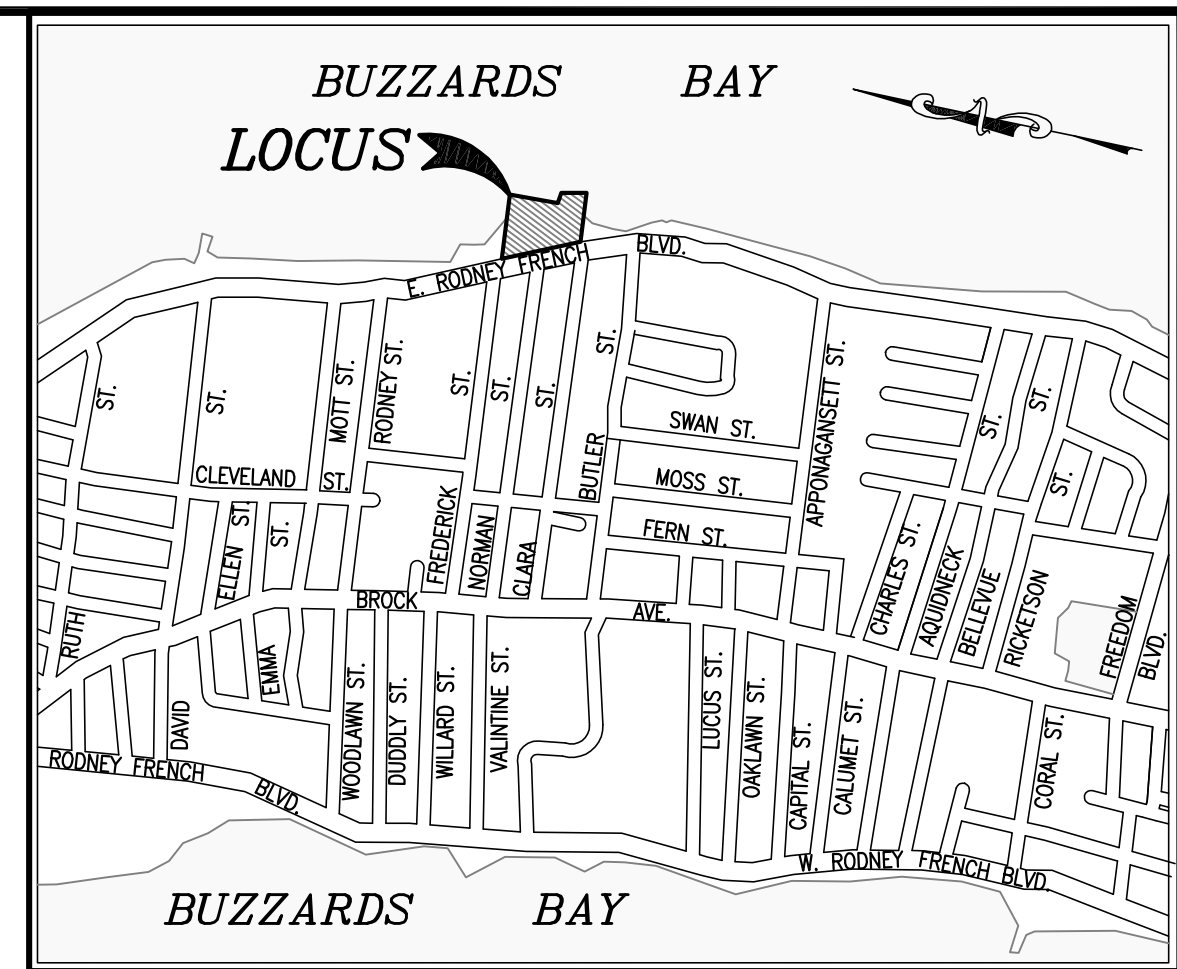 BUZZARDS BAY
LOCUS
E. RODNEY FRENCH BLVD.
ST.
ST.
MOTT ST.
RODNEY ST.
ST.
ST.
ST.
ST.
BUTLER
SWAN ST.
MOSS ST.
FERN ST.
APPONAGANSETT ST.
ST.
ST.
ST.
CLEVELAND ST.
ELLEN ST.
ST.
FREDERICK
NORMAN
CLARA
CHARLES ST.
AQUIDNECK
BELLEVUE
RICKETSON
FREEDOM
BLVD.
BROCK AVE.
RUTH
DAVID
EMMA
WOODLAWN ST.
DUDDLY ST.
WILLARD ST.
VALINTINE ST.
LUCUS ST.
OAKLAWN ST.
CAPITAL ST.
CALUMET ST.
CORAL ST.
RODNEY FRENCH BLVD.
W. RODNEY FRENCH BLVD.
BUZZARDS BAY